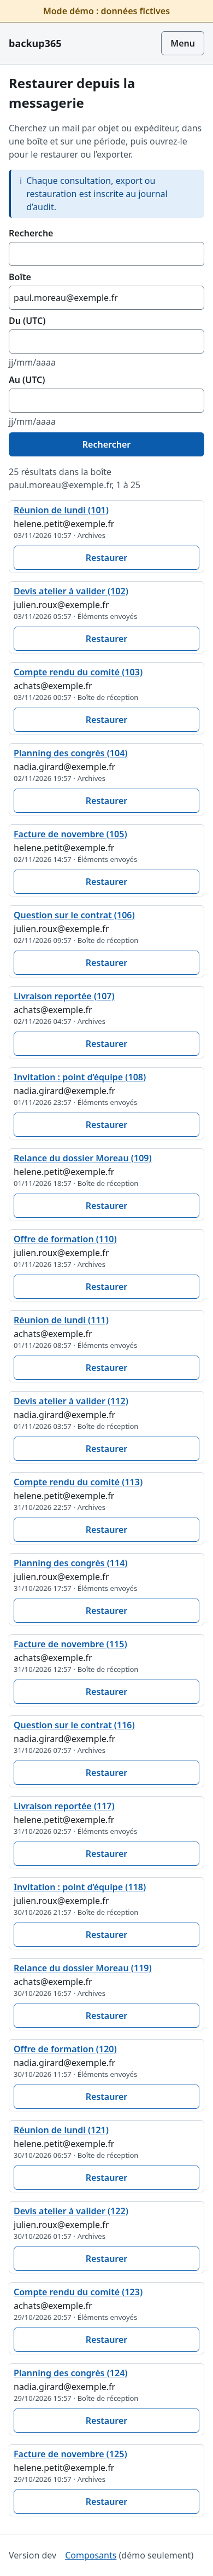 Mode démo : données fictives
backup365
Menu
Restaurer depuis la
messagerie
Cherchez un mail par objet ou expéditeur, dans
une boîte et sur une période, puis ouvrez-le
pour le restaurer ou l’exporter.
i Chaque consultation, export ou
restauration est inscrite au journal
d’audit.
Recherche
Boîte
paul.moreau@exemple.fr
Du (UTC)
jj/mm/aaaa
Au (UTC)
jj/mm/aaaa
Rechercher
25 résultats dans la boîte
paul.moreau@exemple.fr, 1 à 25
Réunion de lundi (101)
helene.petit@exemple.fr
03/11/2026 10:57 · Archives
Restaurer
Devis atelier à valider (102)
julien.roux@exemple.fr
03/11/2026 05:57 · Éléments envoyés
Restaurer
Compte rendu du comité (103)
achats@exemple.fr
03/11/2026 00:57 · Boîte de réception
Restaurer
Planning des congrès (104)
nadia.girard@exemple.fr
02/11/2026 19:57 · Archives
Restaurer
Facture de novembre (105)
helene.petit@exemple.fr
02/11/2026 14:57 · Éléments envoyés
Restaurer
Question sur le contrat (106)
julien.roux@exemple.fr
02/11/2026 09:57 · Boîte de réception
Restaurer
Livraison reportée (107)
achats@exemple.fr
02/11/2026 04:57 · Archives
Restaurer
Invitation : point d’équipe (108)
nadia.girard@exemple.fr
01/11/2026 23:57 · Éléments envoyés
Restaurer
Relance du dossier Moreau (109)
helene.petit@exemple.fr
01/11/2026 18:57 · Boîte de réception
Restaurer
Offre de formation (110)
julien.roux@exemple.fr
01/11/2026 13:57 · Archives
Restaurer
Réunion de lundi (111)
achats@exemple.fr
01/11/2026 08:57 · Éléments envoyés
Restaurer
Devis atelier à valider (112)
nadia.girard@exemple.fr
01/11/2026 03:57 · Boîte de réception
Restaurer
Compte rendu du comité (113)
helene.petit@exemple.fr
31/10/2026 22:57 · Archives
Restaurer
Planning des congrès (114)
julien.roux@exemple.fr
31/10/2026 17:57 · Éléments envoyés
Restaurer
Facture de novembre (115)
achats@exemple.fr
31/10/2026 12:57 · Boîte de réception
Restaurer
Question sur le contrat (116)
nadia.girard@exemple.fr
31/10/2026 07:57 · Archives
Restaurer
Livraison reportée (117)
helene.petit@exemple.fr
31/10/2026 02:57 · Éléments envoyés
Restaurer
Invitation : point d’équipe (118)
julien.roux@exemple.fr
30/10/2026 21:57 · Boîte de réception
Restaurer
Relance du dossier Moreau (119)
achats@exemple.fr
30/10/2026 16:57 · Archives
Restaurer
Offre de formation (120)
nadia.girard@exemple.fr
30/10/2026 11:57 · Éléments envoyés
Restaurer
Réunion de lundi (121)
helene.petit@exemple.fr
30/10/2026 06:57 · Boîte de réception
Restaurer
Devis atelier à valider (122)
julien.roux@exemple.fr
30/10/2026 01:57 · Archives
Restaurer
Compte rendu du comité (123)
achats@exemple.fr
29/10/2026 20:57 · Éléments envoyés
Restaurer
Planning des congrès (124)
nadia.girard@exemple.fr
29/10/2026 15:57 · Boîte de réception
Restaurer
Facture de novembre (125)
helene.petit@exemple.fr
29/10/2026 10:57 · Archives
Restaurer
Version dev Composants (démo seulement)